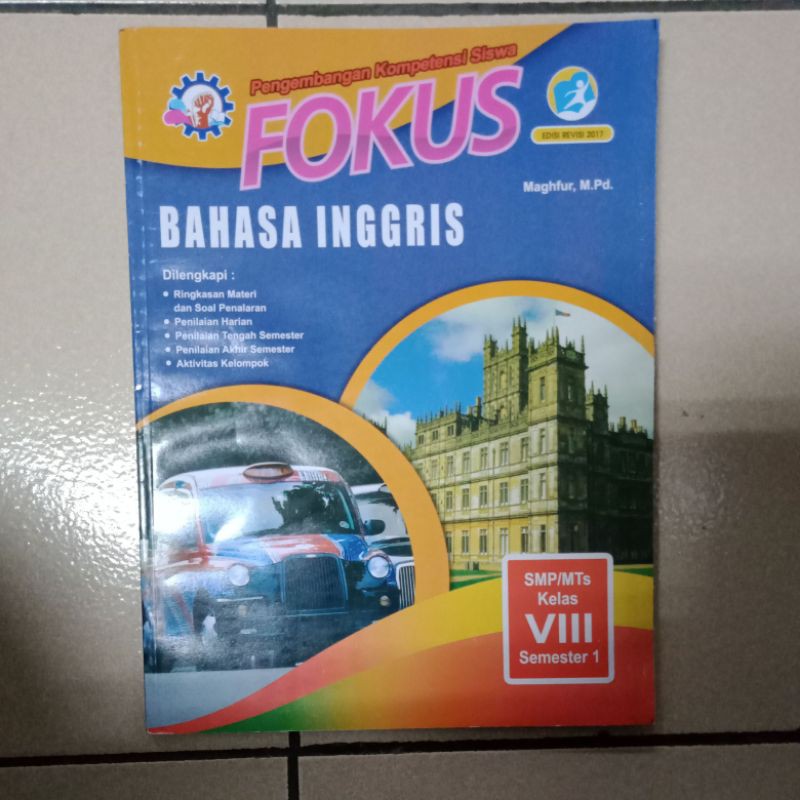 Pengembangan Kompetensi Siswa
FOKUS
EDISI REVISI 2017
Maghfur, M.Pd.
BAHASA INGGRIS
Dilengkapi :
• Ringkasan Materi
dan Soal Penalaran
• Penilaian Harian
• Penilaian Tengah Semester
• Penilaian Akhir Semester
• Aktivitas Kelompok
SMP/MTs
Kelas
VIII
Semester 1